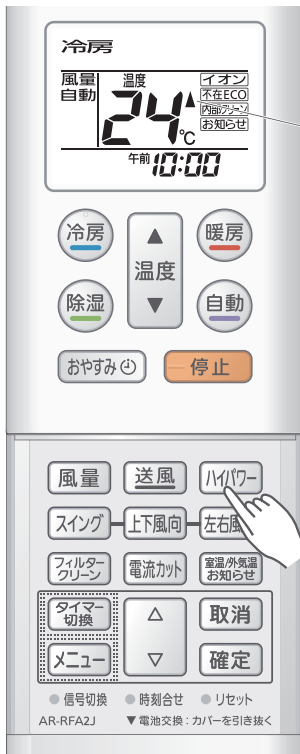 冷房
風量
自動
温度
24℃
イオン
不在ECO
内部クリーン
お知らせ
午前10:00
冷房
温度
暖房
除湿
自動
おやすみ
停止
風量
送風
ハイパワー
スイング
上下風向
左右風
フィルター
クリーン
電流カット
室温/外気温
お知らせ
タイマー
切換
取消
メニュー
確定
信号切換
時刻合せ
リセット
AR-RFA2J
▼電池交換:カバーを引き抜く